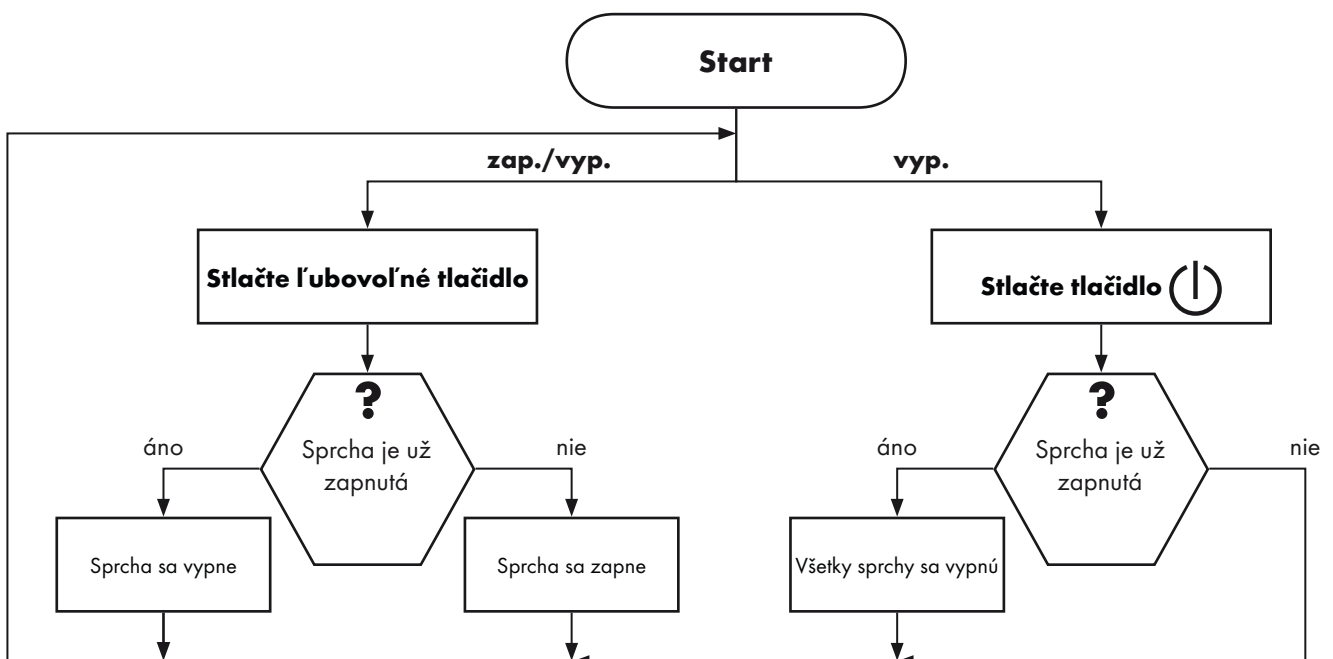 Start
zap./vyp.
vyp.
Stlačte ľubovoľné tlačidlo
Stlačte tlačidlo
?
Sprcha je už
zapnutá
áno
nie
?
Sprcha je už
zapnutá
áno
nie
Sprcha sa vypne
Sprcha sa zapne
Všetky sprchy sa vypnú